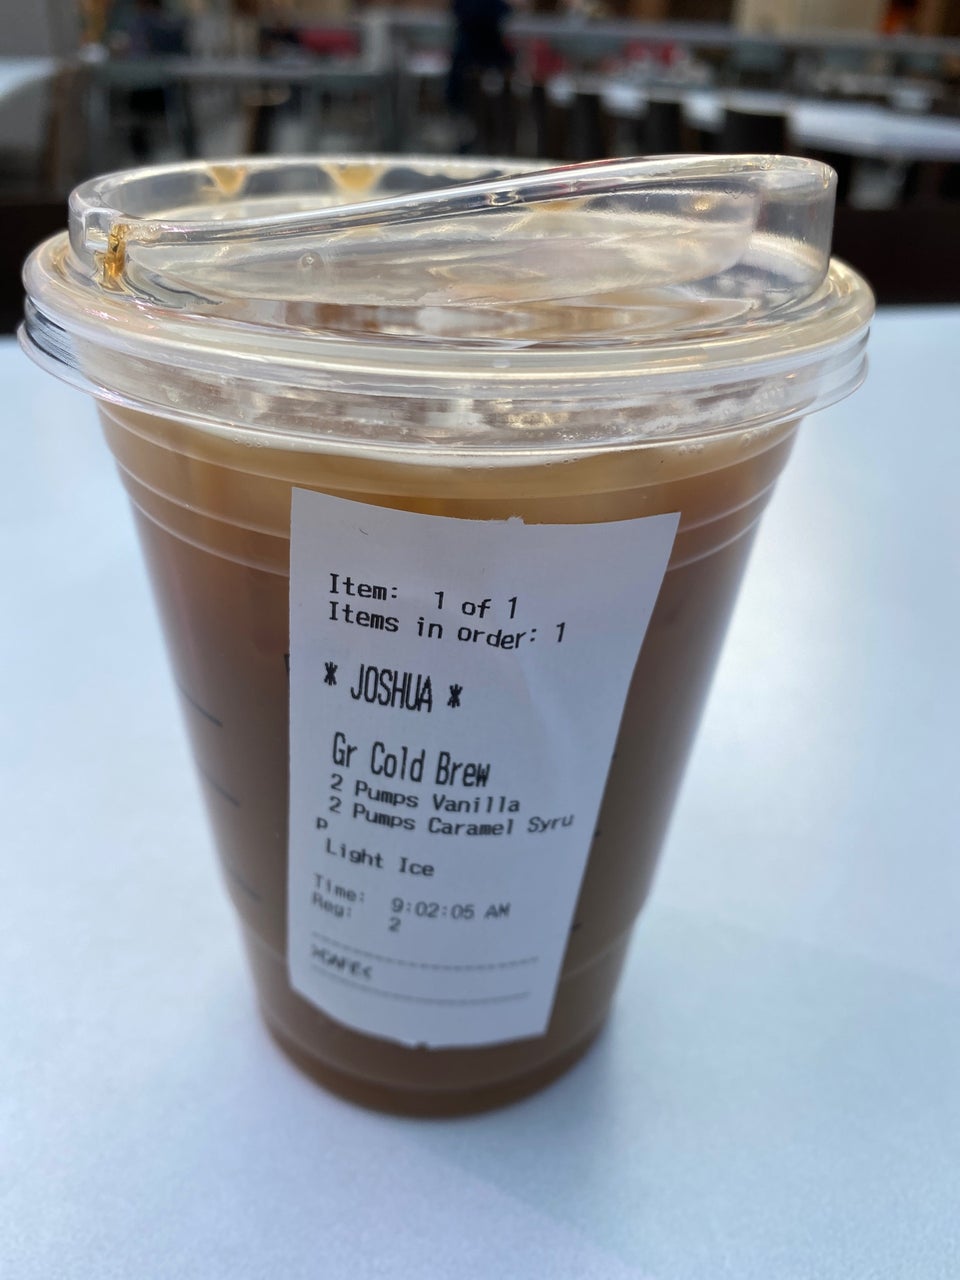 Item: 1 of 1
Items in order: 1
* JOSHUA *
Gr Cold Brew
2 Pumps Vanilla
2 Pumps Caramel Syru
p
Light Ice
Time: 9:02:05 AM
Reg: 2
>CAFE<